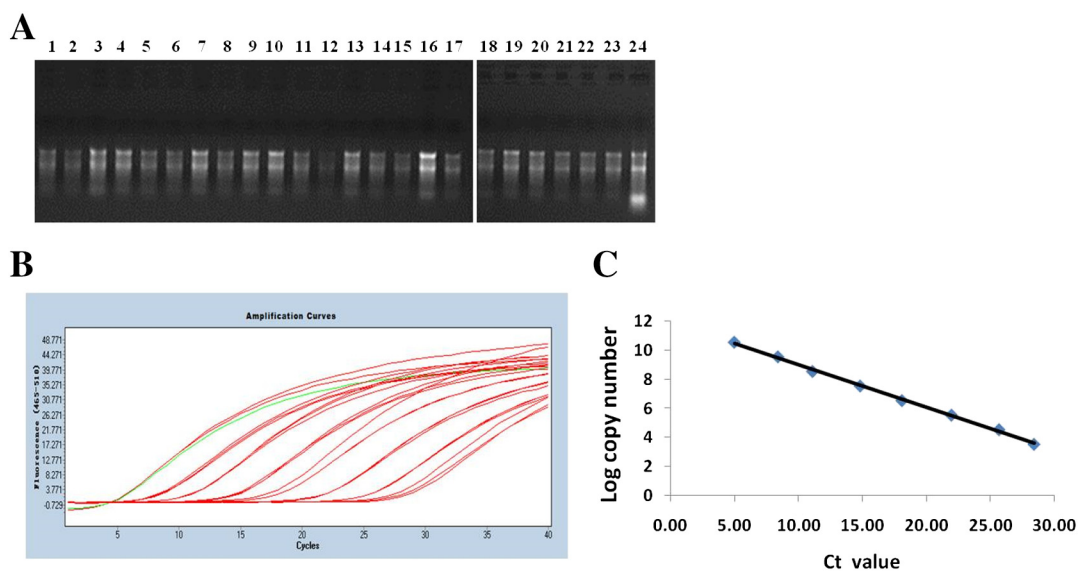 A
1 2 3 4 5 6 7 8 9 10 11 12 13 14 15 16 17 18 19 20 21 22 23 24
B
Amplification Curves
Fluorescence (465-510)
48.771
44.271
39.771
35.271
30.771
26.271
21.771
17.271
12.771
8.271
3.771
-0.729
5 10 15 20 25 30 35 40
Cycles
C
Log copy number
12
10
8
6
4
2
0
0.00 5.00 10.00 15.00 20.00 25.00 30.00
Ct value